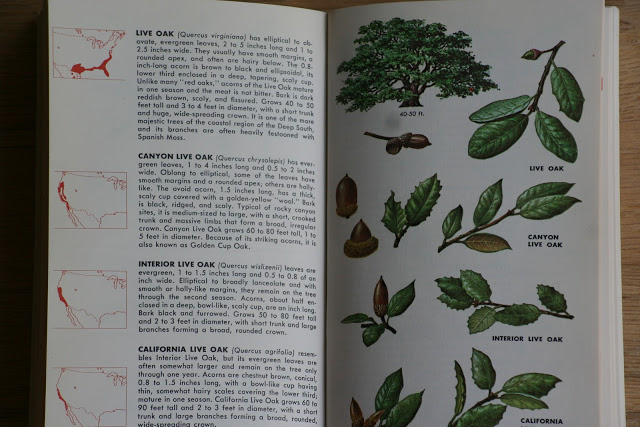 LIVE OAK (Quercus virginiana) has elliptical to ob-
ovate, evergreen leaves, 2 to 5 inches long and 1 to
2.5 inches wide. They usually have smooth margins, a
rounded apex, and often are hairy below. The 0.8-
inch-long acorn is brown to black and ellipsoidal, its
lower third enclosed in a deep, tapering, scaly cup.
Unlike many "red oaks," acorns of the Live Oak mature
in one season and the meat is not bitter. Bark is dark
reddish brown, scaly, and fissured. Grows 40 to 50
feet tall and 3 to 4 feet in diameter, with a short trunk
and huge, wide-spreading crown. It is one of the more
majestic trees of the coastal region of the Deep South,
and its branches are often heavily festooned with
Spanish Moss.
CANYON LIVE OAK (Quercus chrysolepis) has ever-
green leaves, 1 to 4 inches long and 0.5 to 2 inches
wide. Oblong to elliptical, some of the leaves have
smooth margins and a rounded apex; others are holly-
like. The ovoid acorn, 1.5 inches long, has a thick,
scaly cup covered with a golden-yellow "wool." Bark
is black, ridged, and scaly. Typical of rocky canyon
sites, it is medium-sized to large, with a short, crooked
trunk and massive limbs that form a broad, irregular
crown. Canyon Live Oak grows 60 to 80 feet tall, 1 to
5 feet in diameter. Because of its striking acorns, it is
also known as Golden Cup Oak.
INTERIOR LIVE OAK (Quercus wislizenii) leaves are
evergreen, 1 to 1.5 inches long and 0.5 to 0.8 of an
inch wide. Elliptical to broadly lanceolate and with
smooth or holly-like margins, they remain on the tree
through the second season. Acorns, about half en-
closed in a deep, bowl-like, scaly cup, are an inch long.
Bark black and furrowed. Grows 50 to 80 feet tall
and 2 to 3 feet in diameter, with short trunk and large
branches forming a broad, rounded crown.
CALIFORNIA LIVE OAK (Quercus agrifolia) resem-
bles Interior Live Oak, but its evergreen leaves are
often somewhat larger and remain on the tree only
through one year. Acorns are chestnut brown, conical,
0.8 to 1.5 inches long, with a bowl-like cup having
thin, somewhat hairy scales covering the lower third;
mature in one season. California Live Oak grows 60 to
90 feet tall and 2 to 3 feet in diameter, with a short
trunk and large branches forming a broad, rounded,
wide-spreading crown.
40-50 ft.
LIVE OAK
CANYON
LIVE OAK
INTERIOR LIVE OAK
CALIFORNIA